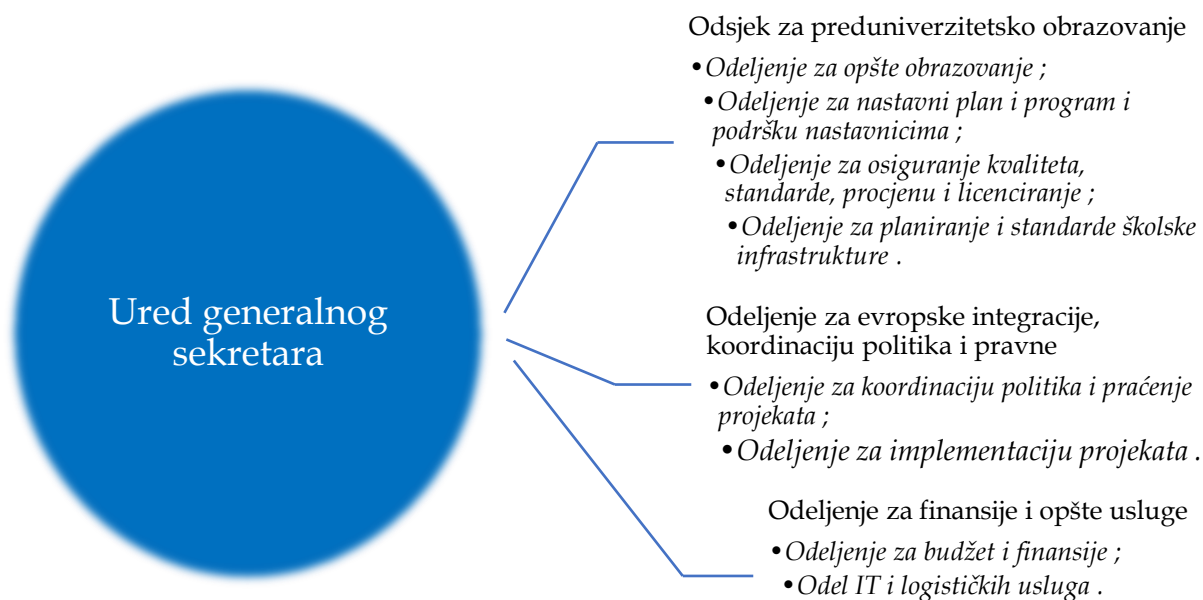 Ured generalnog
sekretara
Odsjek za preduniverzitetsko obrazovanje
•Odeljenje za opšte obrazovanje ;
•Odeljenje za nastavni plan i program i
podršku nastavnicima ;
•Odeljenje za osiguranje kvaliteta,
standarde, procjenu i licenciranje ;
•Odeljenje za planiranje i standarde školske
infrastrukture .
Odeljenje za evropske integracije,
koordinaciju politika i pravne
•Odeljenje za koordinaciju politika i praćenje
projekata ;
•Odeljenje za implementaciju projekata .
Odeljenje za finansije i opšte usluge
•Odeljenje za budžet i finansije ;
•Odel IT i logističkih usluga .